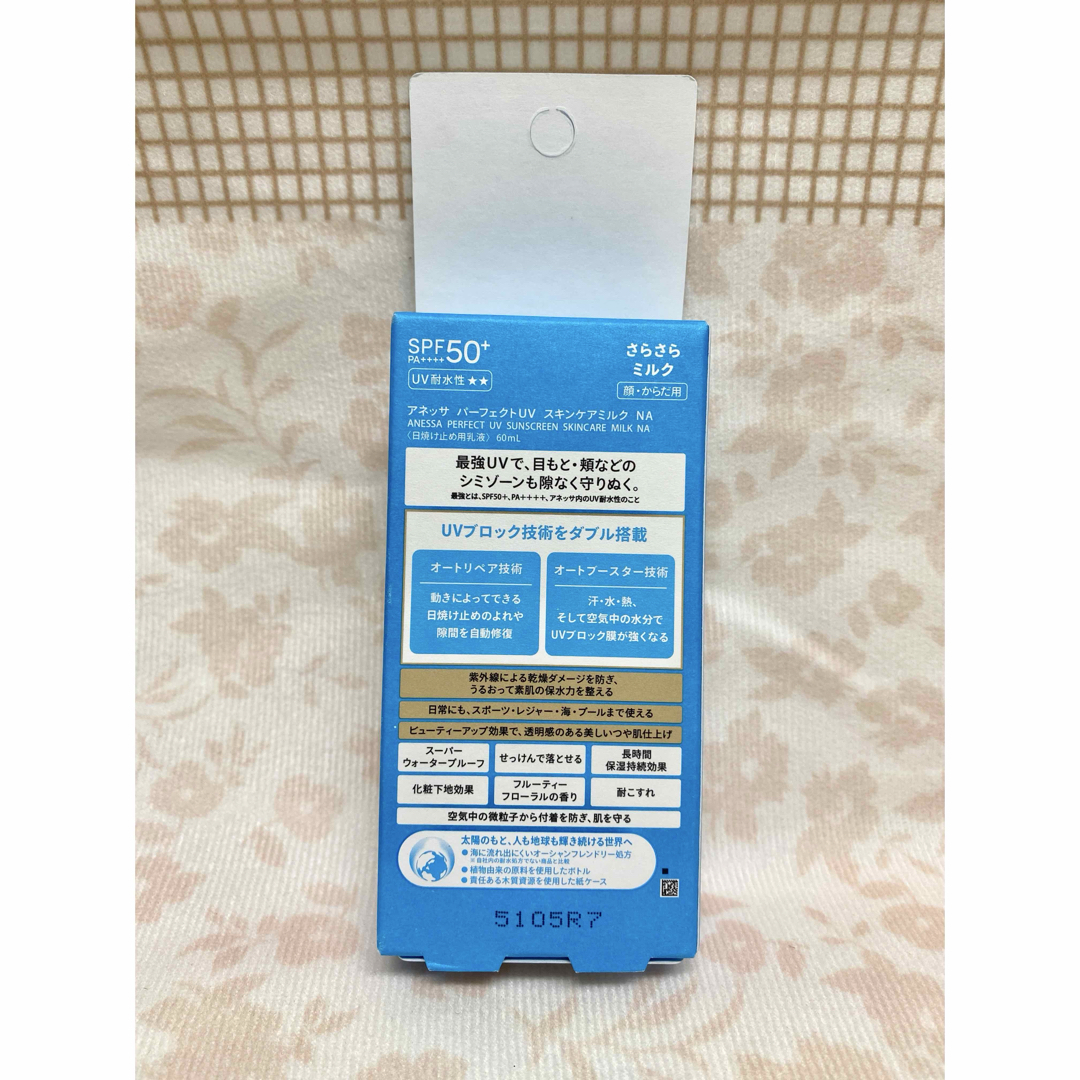 SPF50+
PA++++
UV耐水性★★
さらさら
ミルク
顔・からだ用
アネッサ パーフェクトUV スキンケアミルク NA
ANESSA PERFECT UV SUNSCREEN SKINCARE MILK NA
〈日焼け止め用乳液〉 60mL
最強UVで、目もと・頬などの
シミゾーンも隙なく守りぬく。
最強とは、SPF50+、PA++++、アネッサ内のUV耐水性のこと
UVブロック技術をダブル搭載
オートリペア技術
動きによってできる
日焼け止めのよれや
隙間を自動修復
オートブースター技術
汗・水・熱、
そして空気中の水分で
UVブロック膜が強くなる
紫外線による乾燥ダメージを防ぎ、
うるおって素肌の保水力を整える
日常にも、スポーツ・レジャー・海・プールまで使える
ビューティーアップ効果で、透明感のある美しいつや肌仕上げ
スーパー
ウォータープルーフ
せっけんで落とせる
長時間
保湿持続効果
化粧下地効果
フルーティー
フローラルの香り
耐こすれ
空気中の微粒子から付着を防ぎ、肌を守る
太陽のもと、人も地球も輝き続ける世界へ
●海に流れ出にくいオーシャンフレンドリー処方
※自社内の耐水処方でない商品と比較
●植物由来の原料を使用したボトル
●責任ある木質資源を使用した紙ケース
5105R7